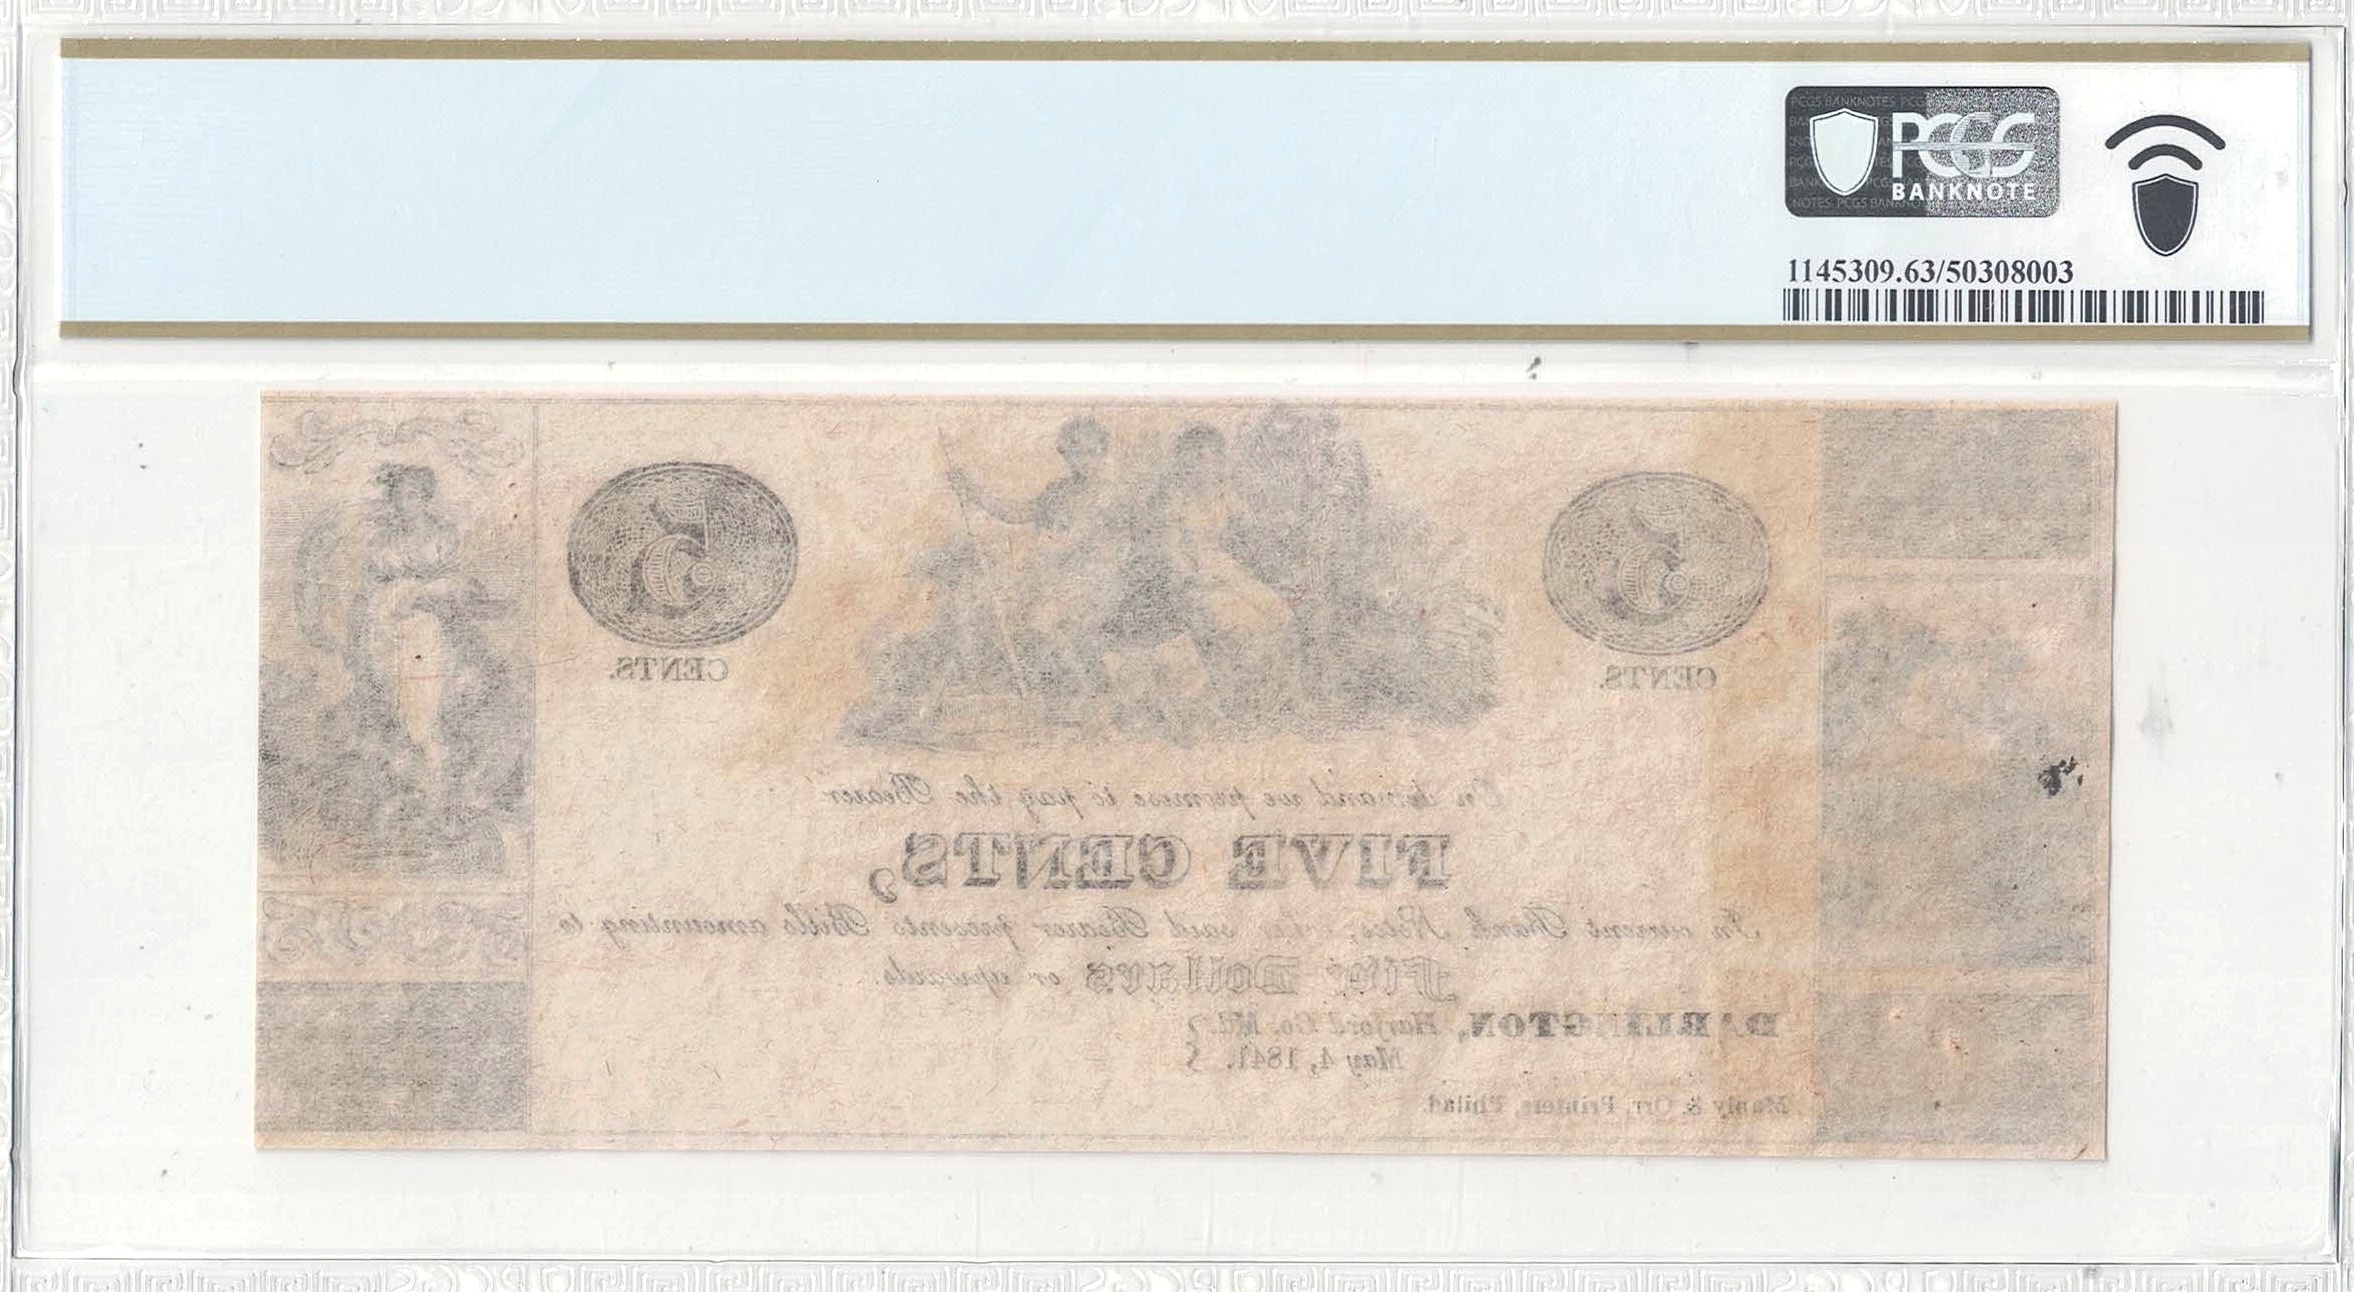 PCGS BANKNOTE
1145309.63/50308003
5 5
CENTS. CENTS.
On demand we promise to pay the Bearer
FIVE CENTS,
In current Bank Notes, when said Bearer presents Bills amounting to
Five Dollars or upwards.
DARLINGTON, Harford Co. Md.
May 4, 1841.
Manly & Orr, Printers, Philad.